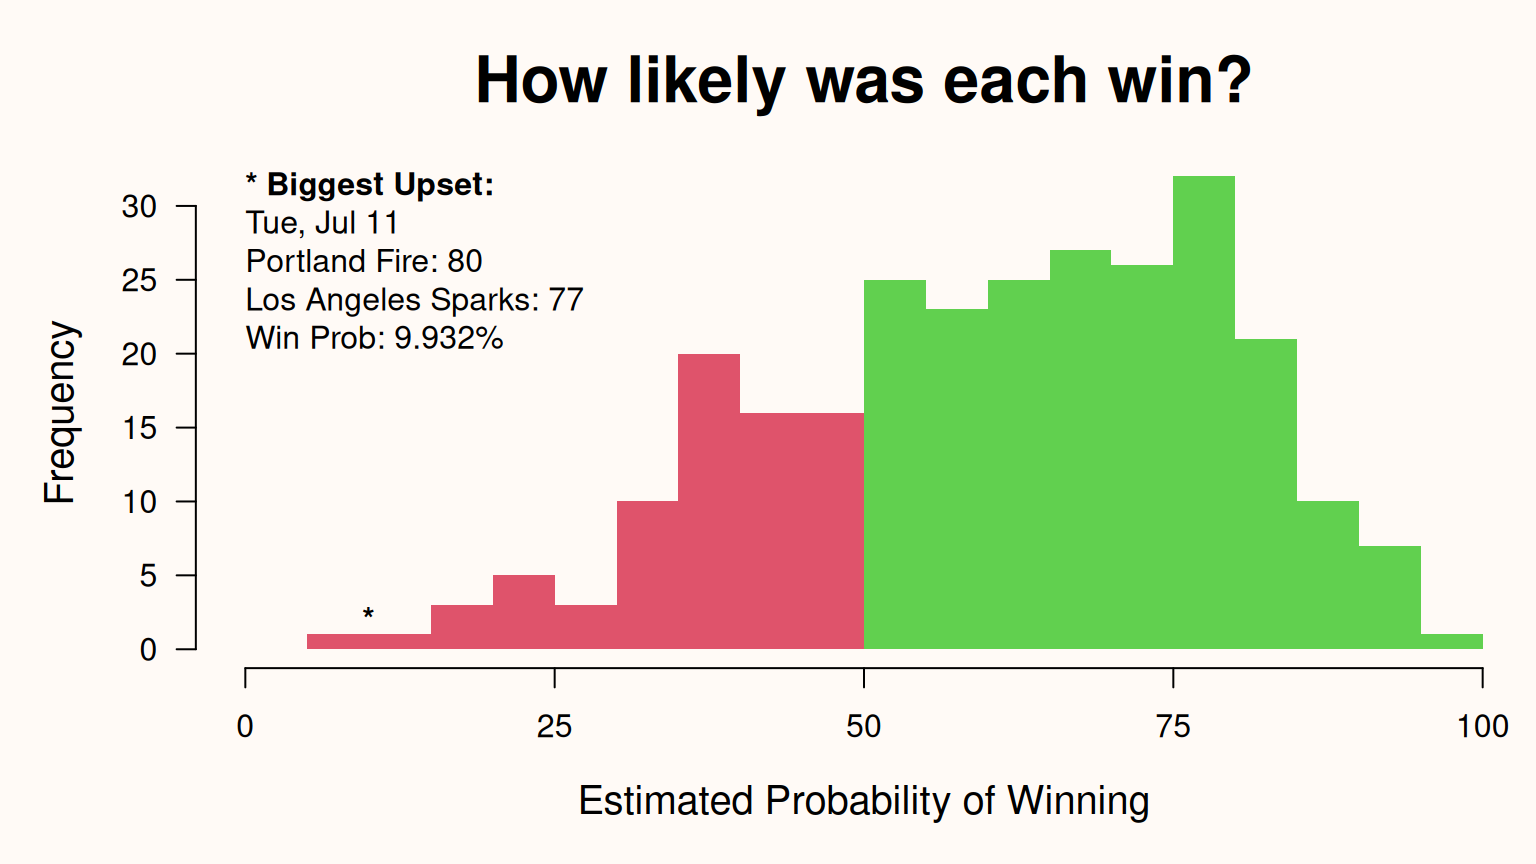 How likely was each win?
* Biggest Upset:
Tue, Jul 11
Portland Fire: 80
Los Angeles Sparks: 77
Win Prob: 9.932%
Frequency
30
25
20
15
10
5
0
*
0 25 50 75 100
Estimated Probability of Winning